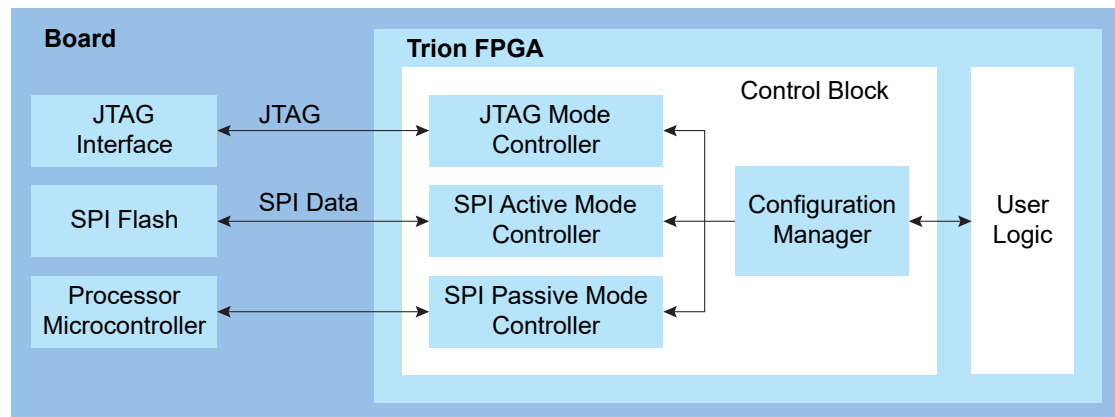 Board
Trion FPGA
Control Block
JTAG
Interface
JTAG
JTAG Mode
Controller
SPI Flash
SPI Data
SPI Active Mode
Controller
Configuration
Manager
User
Logic
Processor
Microcontroller
SPI Passive Mode
Controller